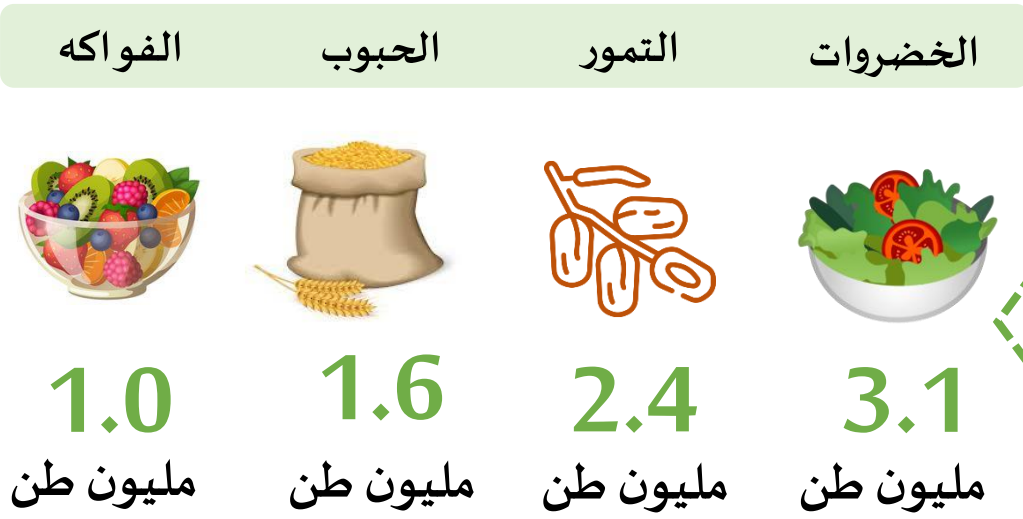 الخضروات التمور الحبوب الفواكه
3.1 2.4 1.6 1.0
مليون طن مليون طن مليون طن مليون طن